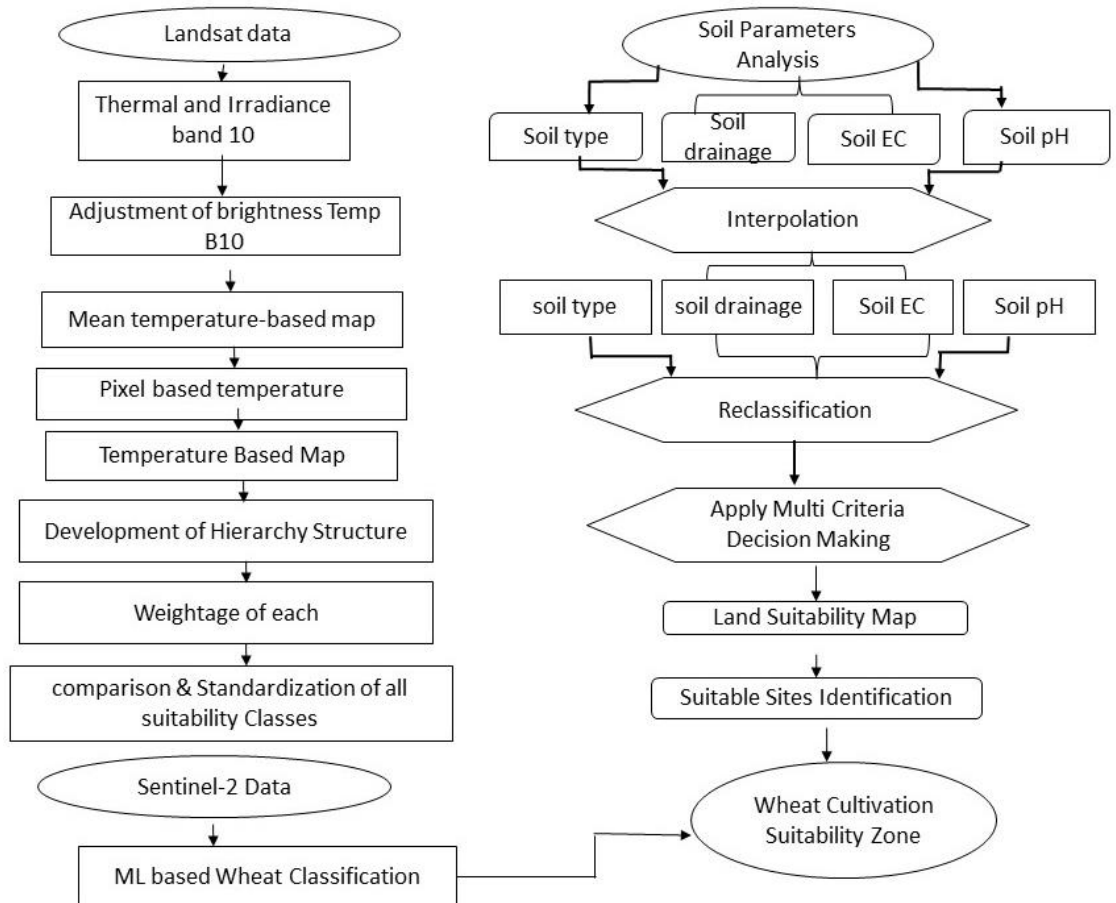 Landsat data
Thermal and Irradiance
band 10
Adjustment of brightness Temp
B10
Mean temperature-based map
Pixel based temperature
Temperature Based Map
Development of Hierarchy Structure
Weightage of each
comparison & Standardization of all
suitability Classes
Sentinel-2 Data
ML based Wheat Classification
Soil Parameters
Analysis
Soil type
Soil
drainage
Soil EC
Soil pH
Interpolation
soil type
soil drainage
Soil EC
Soil pH
Reclassification
Apply Multi Criteria
Decision Making
Land Suitability Map
Suitable Sites Identification
Wheat Cultivation
Suitability Zone